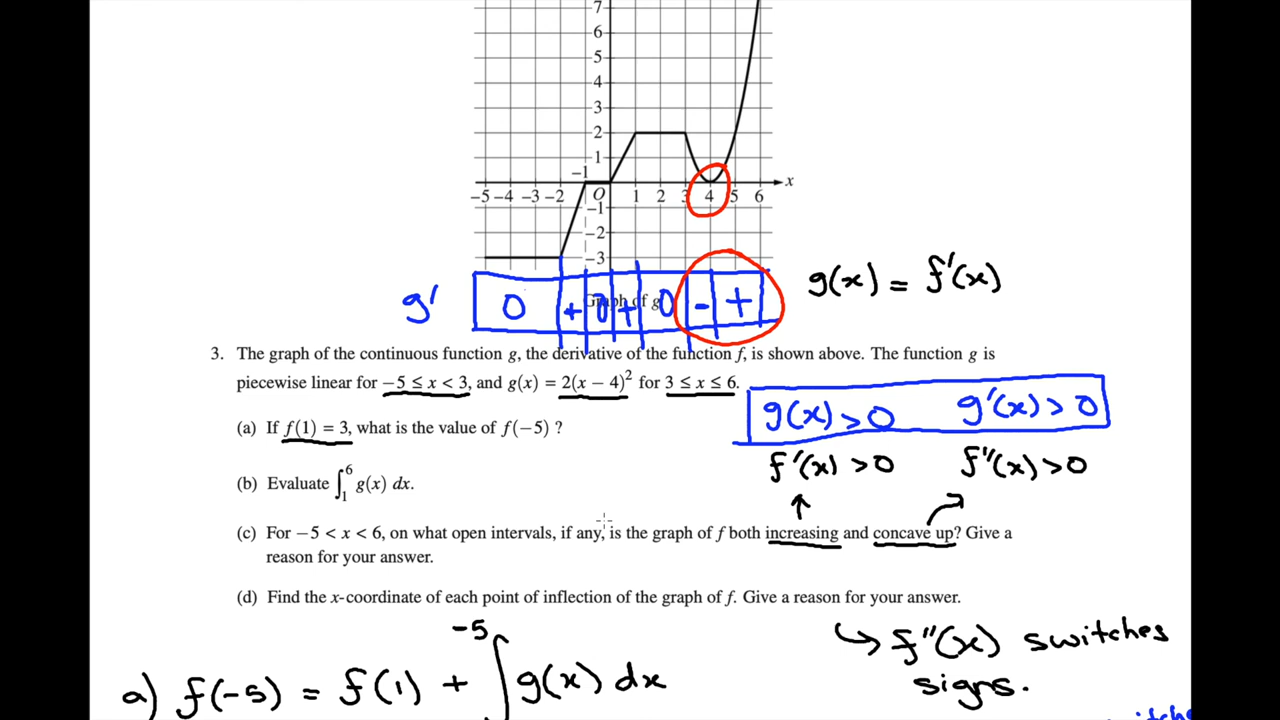 7
6
5
4
3
2
1
-1
x
-5 -4 -3 -2 O 1 2 3 4 5 6
-1
-2
-3
g(x) = f'(x)
g' 0 + 0 + 0 - +
Graph of g
3. The graph of the continuous function g, the derivative of the function f, is shown above. The function g is
piecewise linear for −5 ≤ x < 3, and g(x) = 2(x − 4)² for 3 ≤ x ≤ 6.
g(x) > 0 g'(x) > 0
(a) If f(1) = 3, what is the value of f(−5) ?
f'(x) > 0 f''(x) > 0
(b) Evaluate ∫₁⁶ g(x) dx.
(c) For −5 < x < 6, on what open intervals, if any, is the graph of f both increasing and concave up? Give a
reason for your answer.
(d) Find the x-coordinate of each point of inflection of the graph of f. Give a reason for your answer.
↳ f''(x) switches
signs.
-5
a) f(-5) = f(1) + ∫ g(x) dx